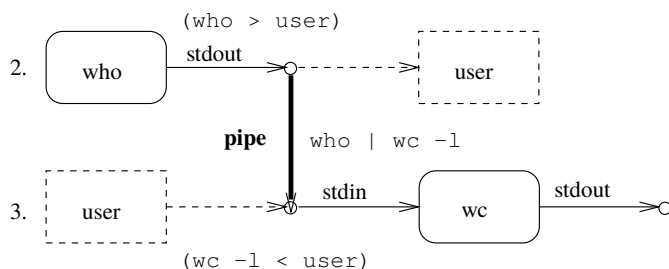 (who > user)
2. who stdout user
pipe who | wc -l
3. user stdin wc stdout
(wc -l < user)